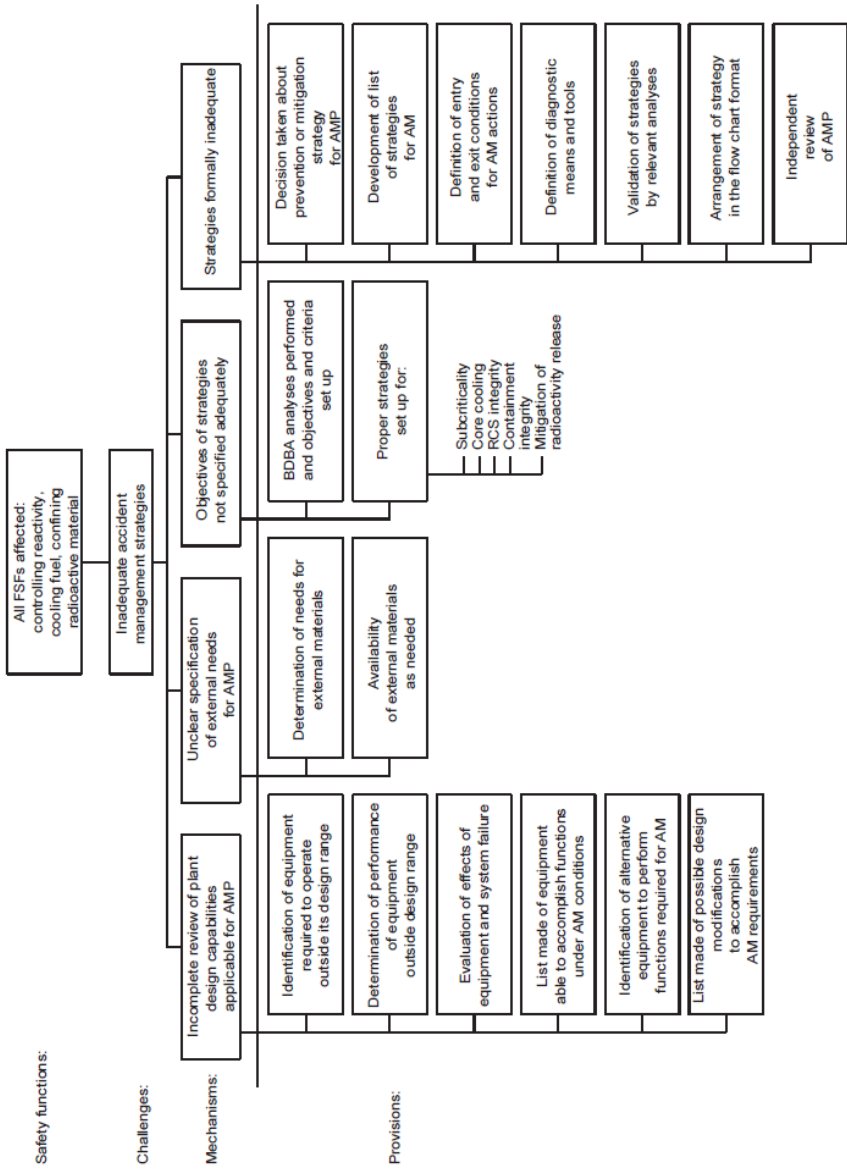 Safety functions:
All FSFs affected:
controlling reactivity,
cooling fuel, confining
radioactive material
Challenges:
Inadequate accident
management strategies
Mechanisms:
Incomplete review of plant
design capabilities
applicable for AMP
Unclear specification
of external needs
for AMP
Objectives of strategies
not specified adequately
Strategies formally inadequate
Provisions:
Identification of equipment
required to operate
outside its design range
Determination of performance
of equipment
outside design range
Evaluation of effects of
equipment and system failure
List made of equipment
able to accomplish functions
under AM conditions
Identification of alternative
equipment to perform
functions required for AM
List made of possible design
modifications
to accomplish
AM requirements
Determination of needs for
external materials
Availability
of external materials
as needed
BDBA analyses performed
and objectives and criteria
set up
Proper strategies
set up for:
Subcriticality
Core cooling
RCS integrity
Containment
integrity
Mitigation of
radioactivity release
Decision taken about
prevention or mitigation
strategy
for AMP
Development of list
of strategies
for AM
Definition of entry
and exit conditions
for AM actions
Definition of diagnostic
means and tools
Validation of strategies
by relevant analyses
Arrangement of strategy
in the flow chart format
Independent
review
of AMP